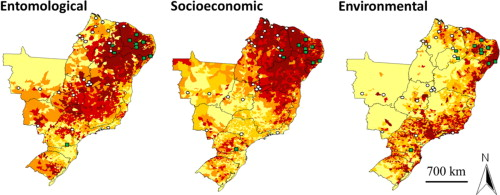 Entomological
Socioeconomic
Environmental
700 km
N